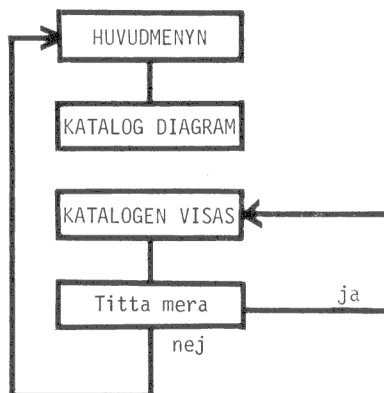 HUVUDMENYN
KATALOG DIAGRAM
KATALOGEN VISAS
Titta mera
ja
nej